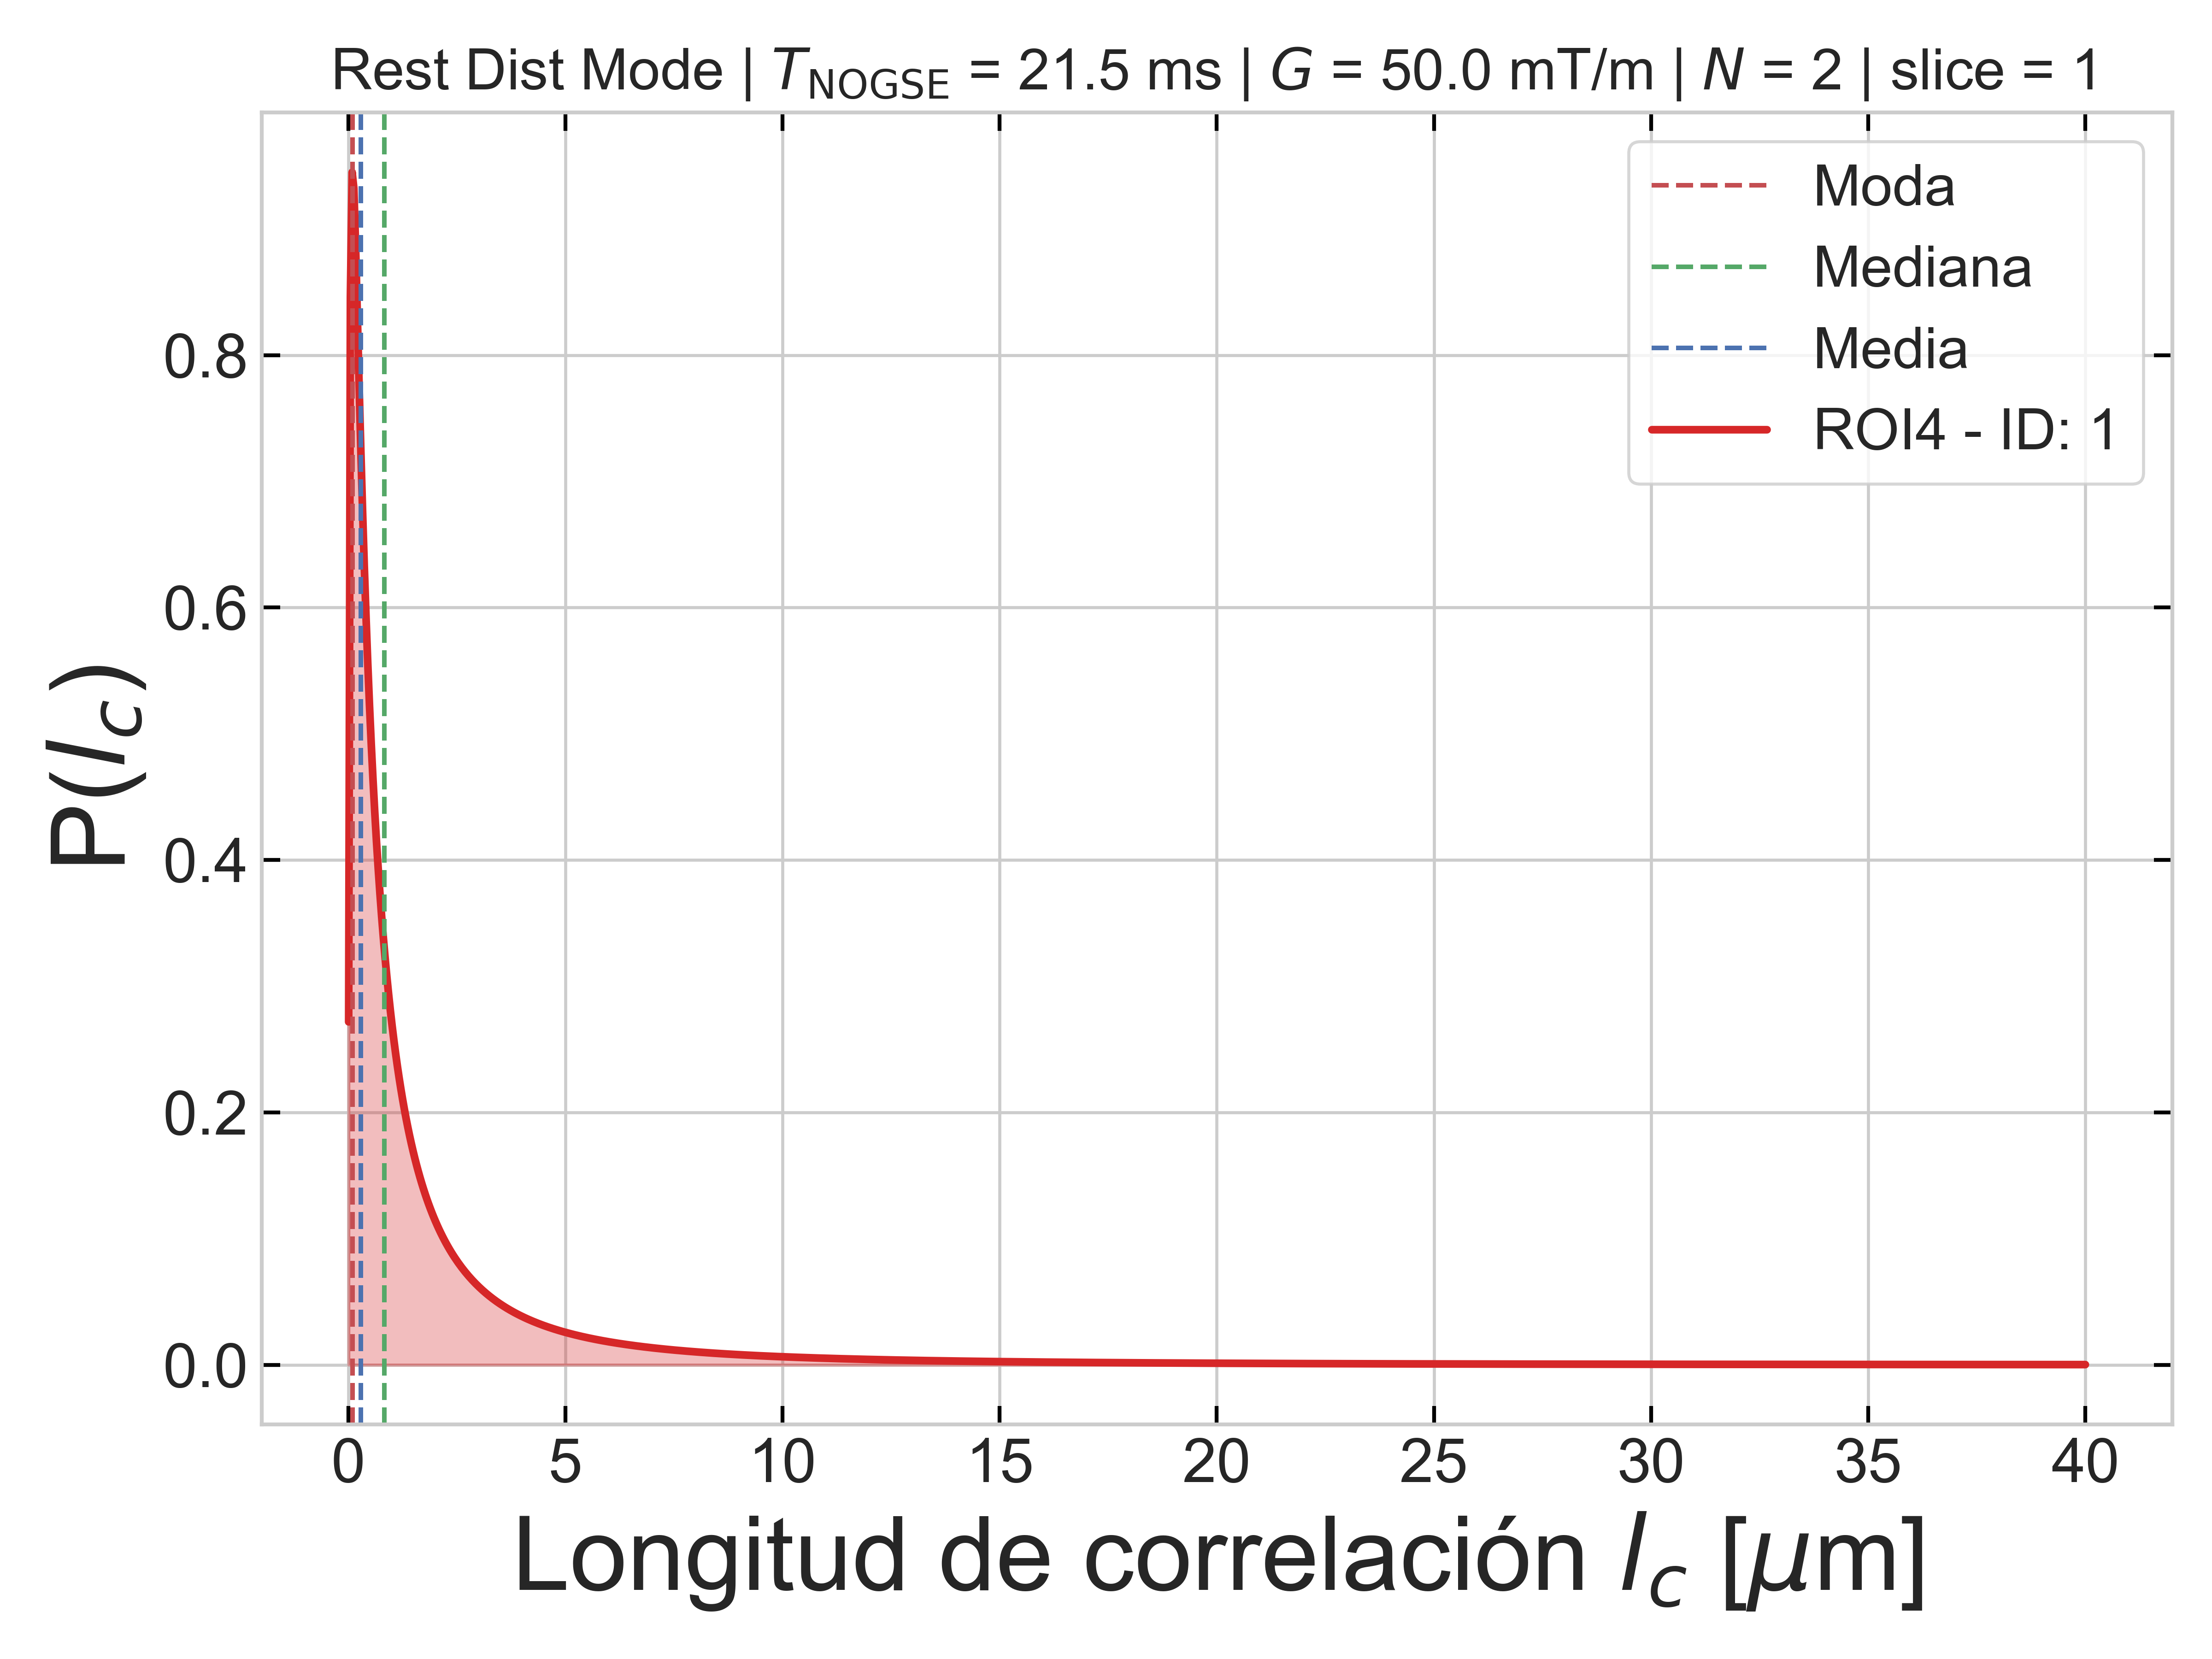 Rest Dist Mode | T_NOGSE = 21.5 ms | G = 50.0 mT/m | N = 2 | slice = 1
Moda
Mediana
Media
ROI4 - ID: 1
P(l_c)
0.8
0.6
0.4
0.2
0.0
0 5 10 15 20 25 30 35 40
Longitud de correlación l_c [μm]